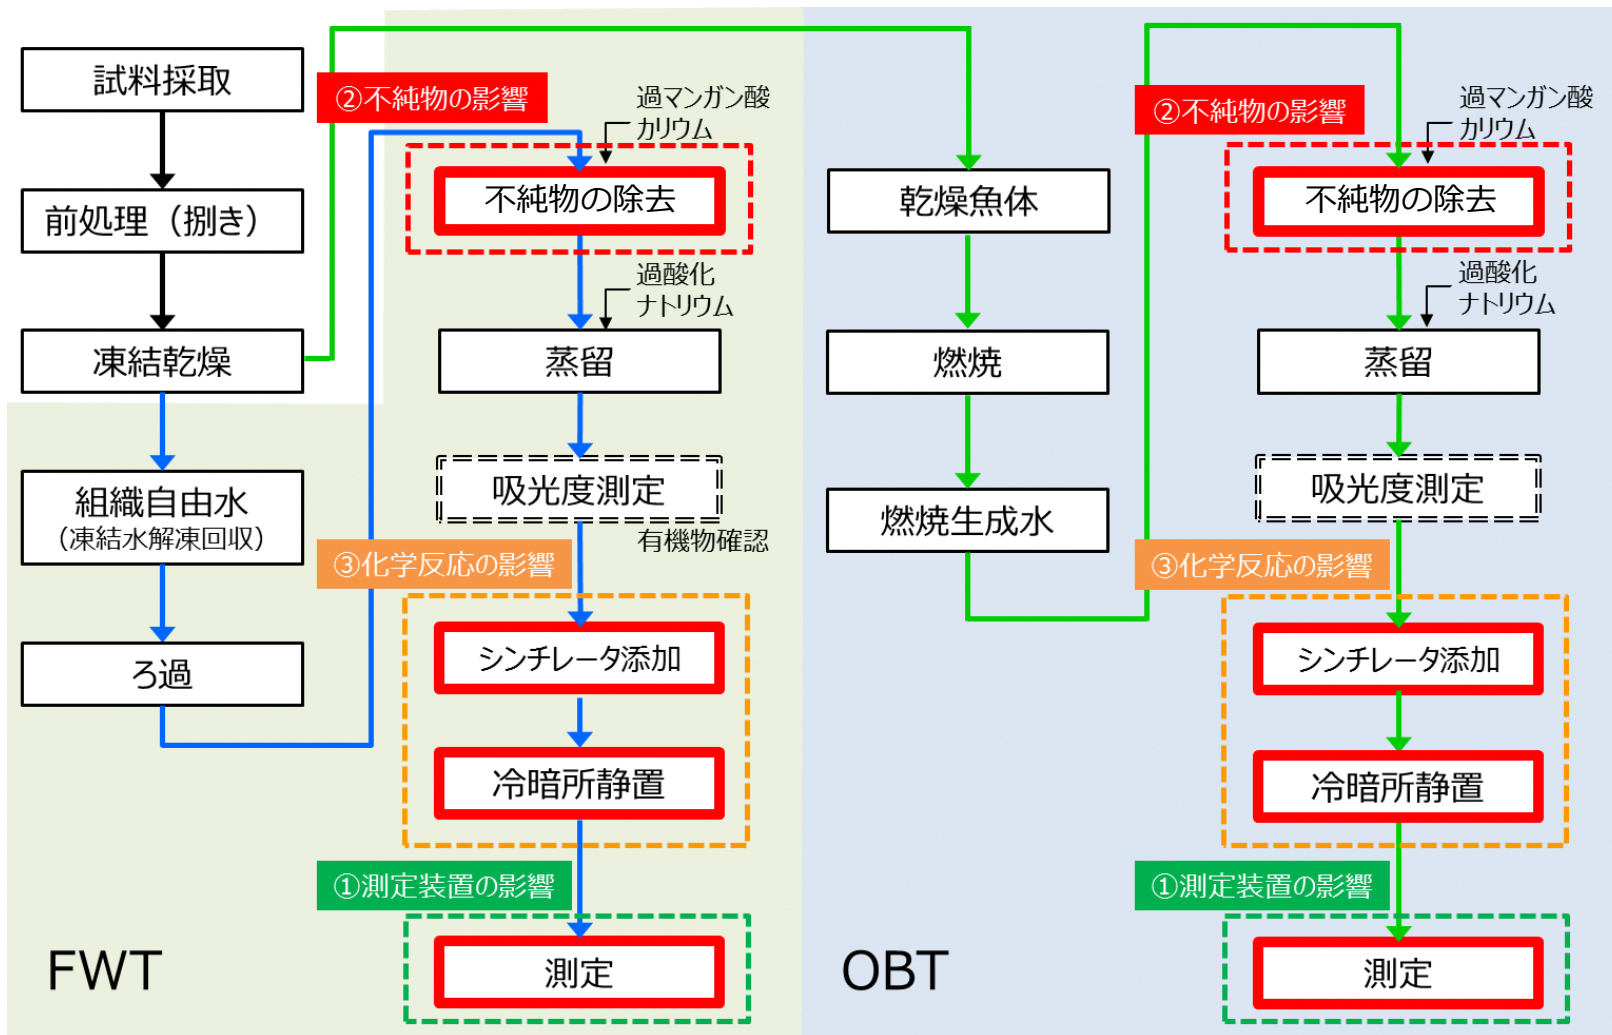 試料採取
前処理（捌き）
凍結乾燥
組織自由水
（凍結水解凍回収）
ろ過
FWT
②不純物の影響
過マンガン酸
カリウム
不純物の除去
過酸化
ナトリウム
蒸留
吸光度測定
有機物確認
③化学反応の影響
シンチレータ添加
冷暗所静置
①測定装置の影響
測定
乾燥魚体
燃焼
燃焼生成水
OBT
②不純物の影響
過マンガン酸
カリウム
不純物の除去
過酸化
ナトリウム
蒸留
吸光度測定
③化学反応の影響
シンチレータ添加
冷暗所静置
①測定装置の影響
測定